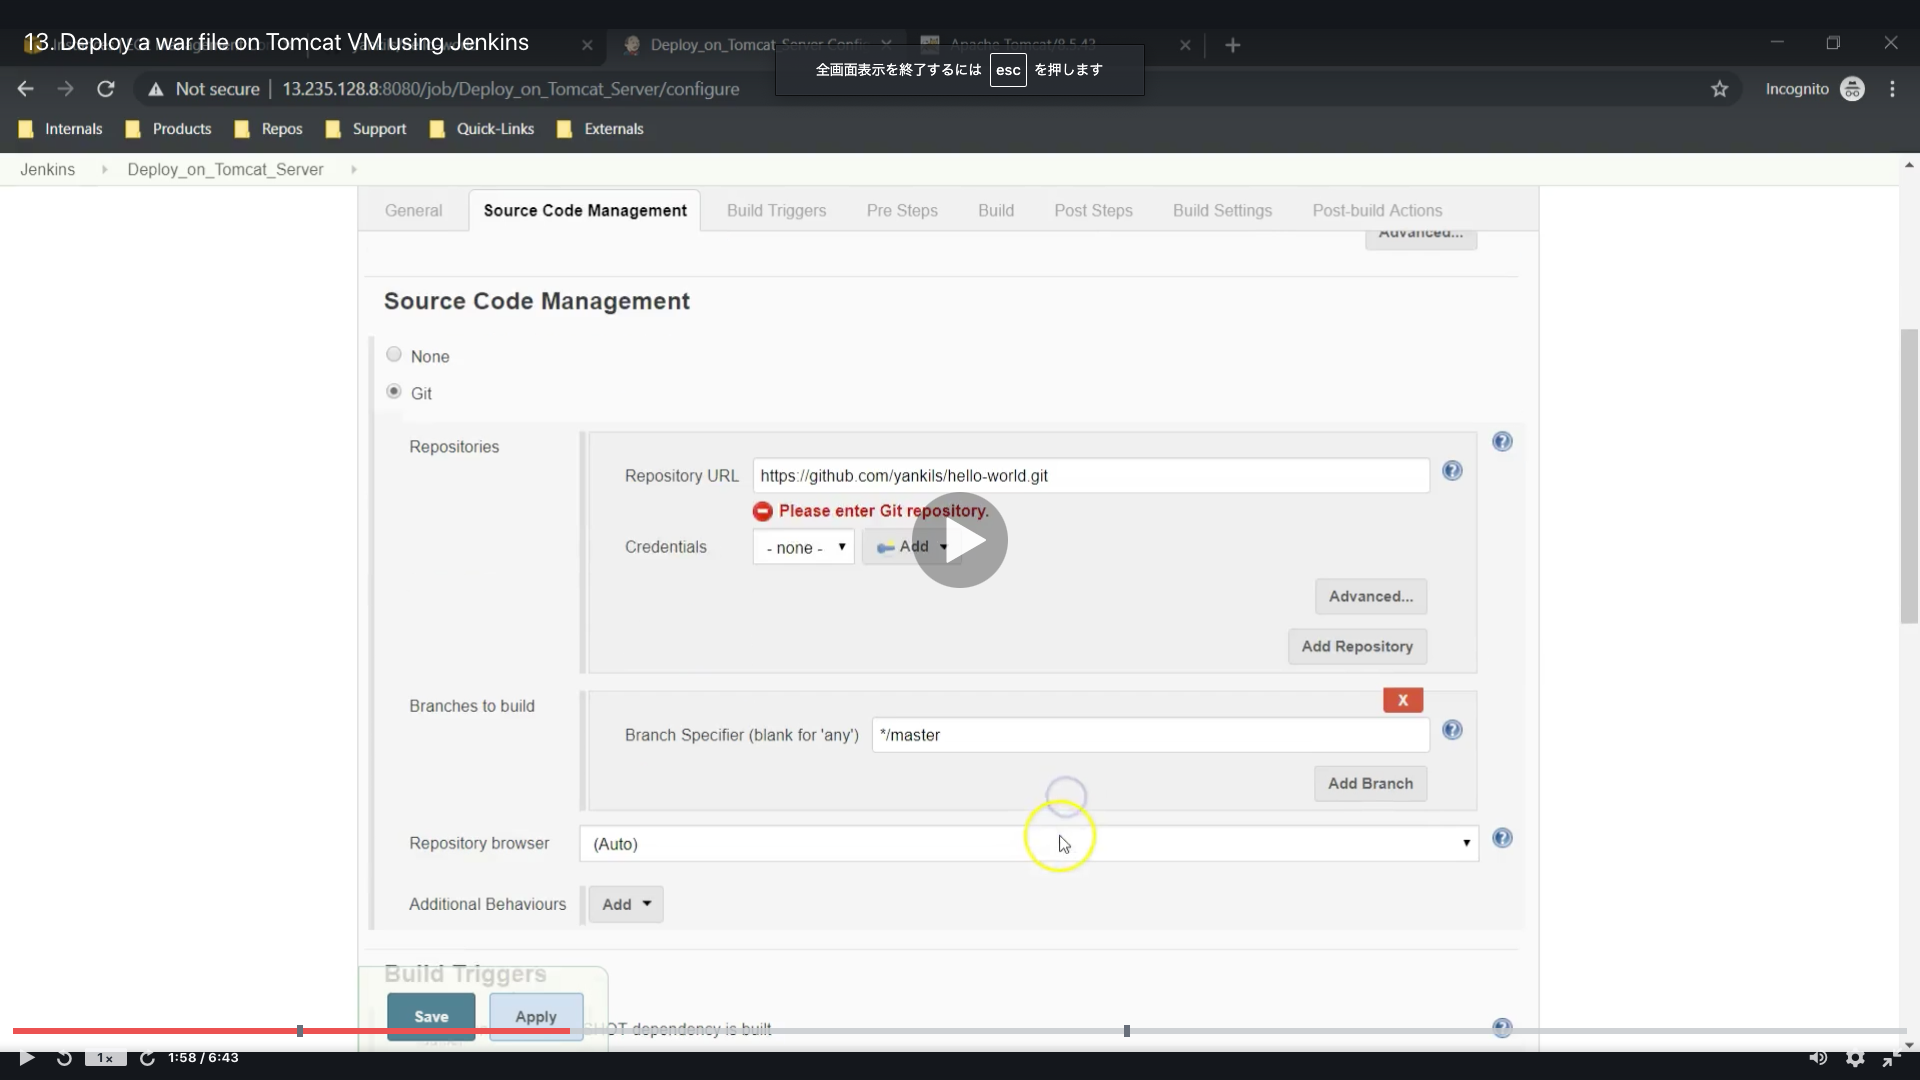 13. Deploy a war file on Tomcat VM using Jenkins
Deploy_on_Tomcat_Server Config
Apache Tomcat/8.5.43
全画面表示を終了するには esc を押します
Not secure 13.235.128.8:8080/job/Deploy_on_Tomcat_Server/configure
Incognito
Internals Products Repos Support Quick-Links Externals
Jenkins Deploy_on_Tomcat_Server
General Source Code Management Build Triggers Pre Steps Build Post Steps Build Settings Post-build Actions
Advanced...
Source Code Management
None
Git
Repositories
Repository URL https://github.com/yankils/hello-world.git
Please enter Git repository.
Credentials - none - Add
Advanced...
Add Repository
X
Branches to build
Branch Specifier (blank for 'any') */master
Add Branch
Repository browser (Auto)
Additional Behaviours Add
Build Triggers
Save Apply
dependency is built
1x 1:58 / 6:43